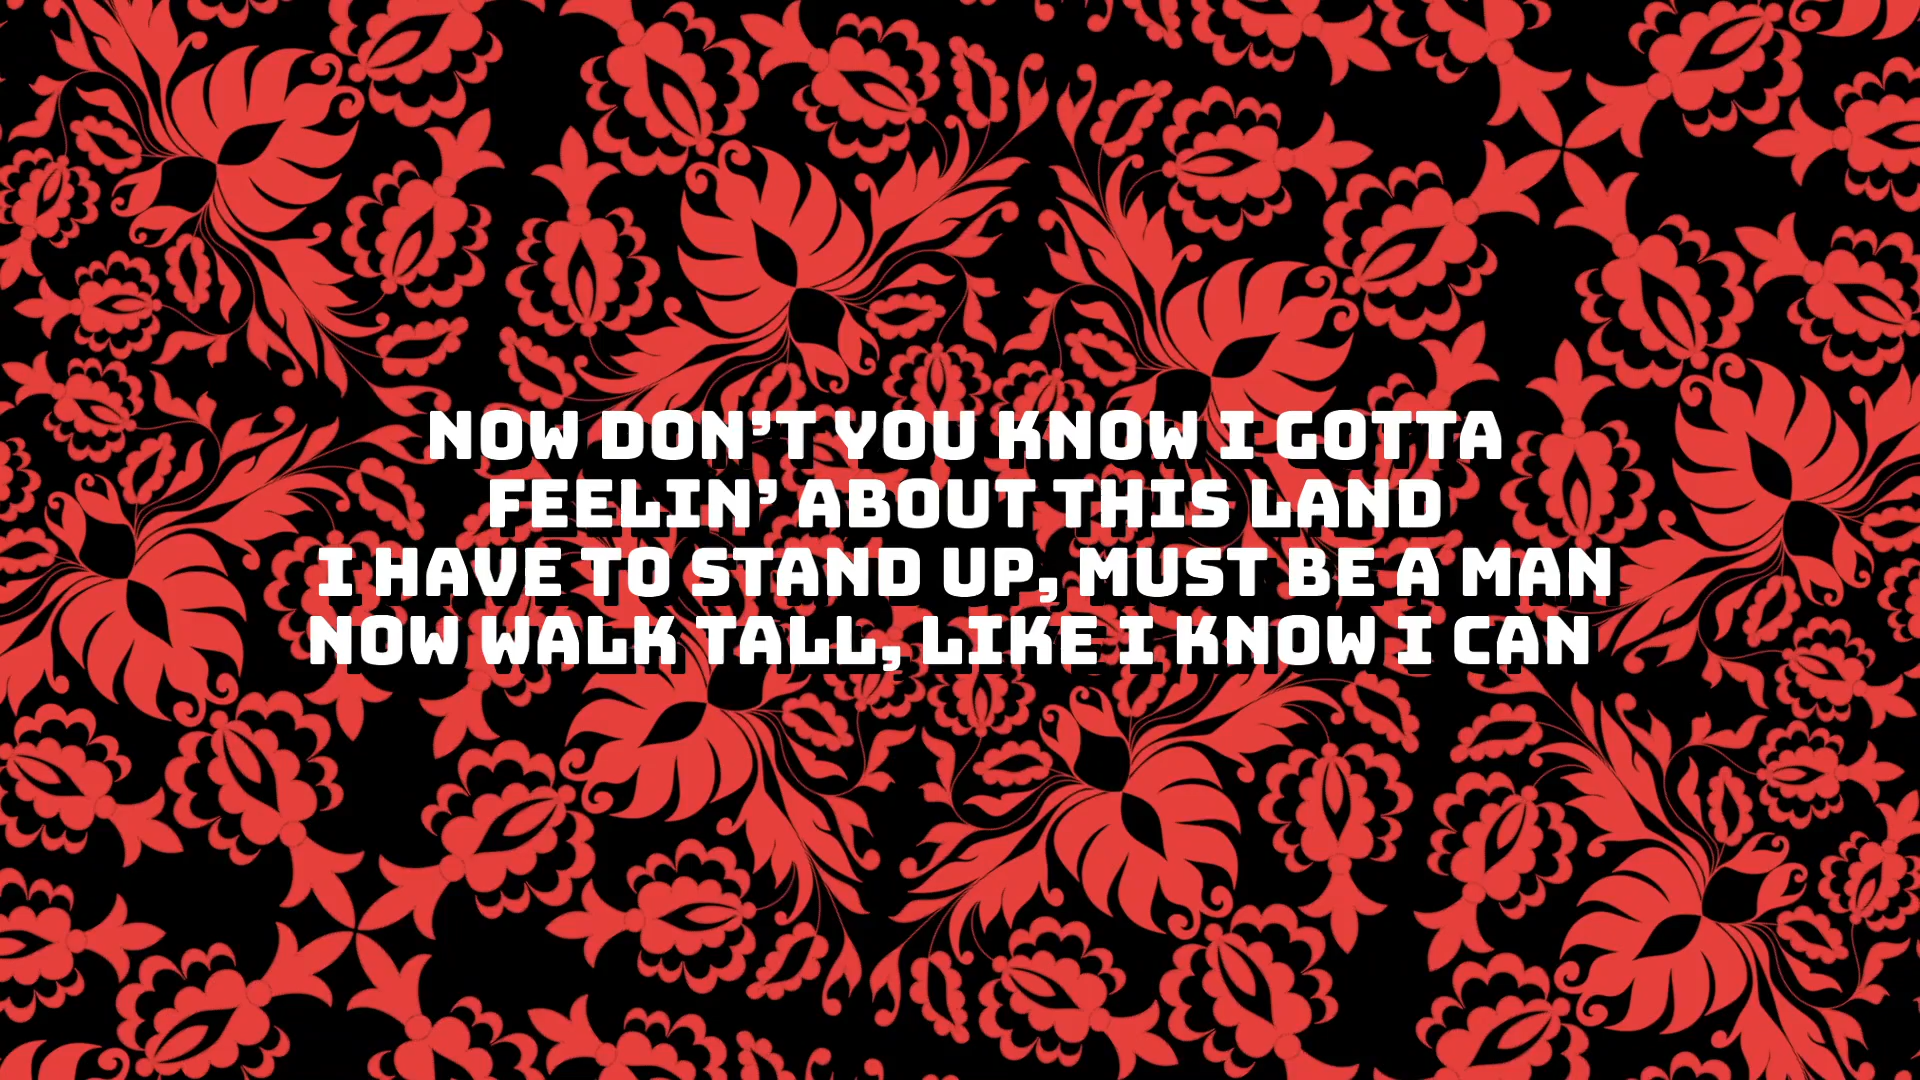 NOW DON'T YOU KNOW I GOTTA
FEELIN' ABOUT THIS LAND
I HAVE TO STAND UP, MUST BE A MAN
NOW WALK TALL, LIKE I KNOW I CAN